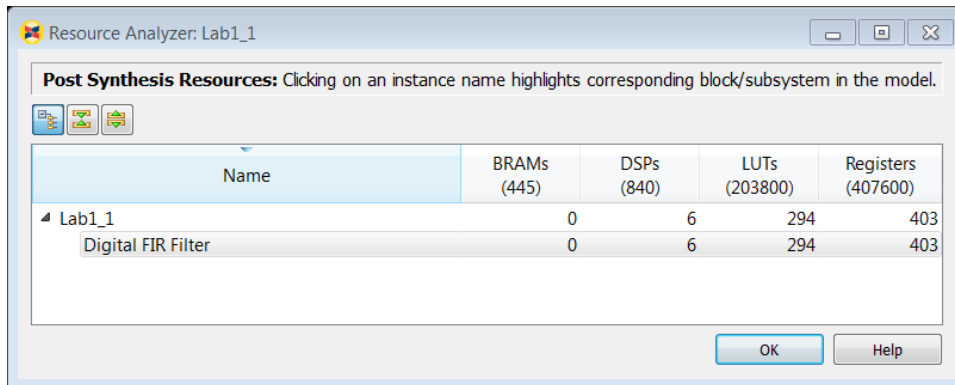 Resource Analyzer: Lab1_1
Post Synthesis Resources: Clicking on an instance name highlights corresponding block/subsystem in the model.
Name BRAMs (445) DSPs (840) LUTs (203800) Registers (407600)
Lab1_1 0 6 294 403
Digital FIR Filter 0 6 294 403
OK Help